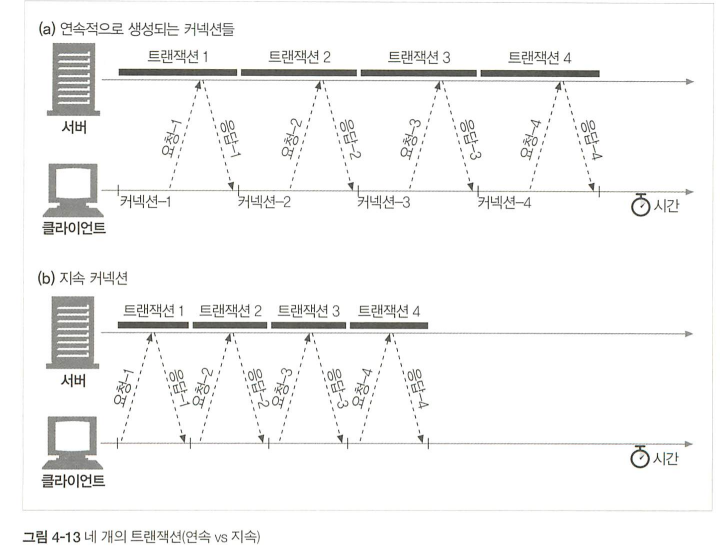 (a) 연속적으로 생성되는 커넥션들
트랜잭션 1 트랜잭션 2 트랜잭션 3 트랜잭션 4
서버
요청-1 응답-1 요청-2 응답-2 요청-3 응답-3 요청-4 응답-4
커넥션-1 커넥션-2 커넥션-3 커넥션-4
시간
클라이언트
(b) 지속 커넥션
트랜잭션 1 트랜잭션 2 트랜잭션 3 트랜잭션 4
서버
요청-1 응답-1 요청-2 응답-2 요청-3 응답-3 요청-4 응답-4
시간
클라이언트
그림 4-13 네 개의 트랜잭션(연속 vs 지속)